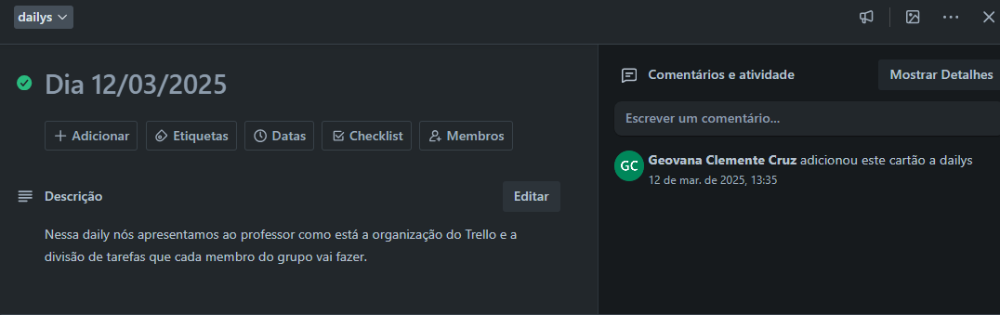 dailys
Dia 12/03/2025
Adicionar
Etiquetas
Datas
Checklist
Membros
Descrição
Editar
Nessa daily nós apresentamos ao professor como está a organização do Trello e a
divisão de tarefas que cada membro do grupo vai fazer.
Comentários e atividade
Mostrar Detalhes
Escrever um comentário...
GC
Geovana Clemente Cruz adicionou este cartão a dailys
12 de mar. de 2025, 13:35